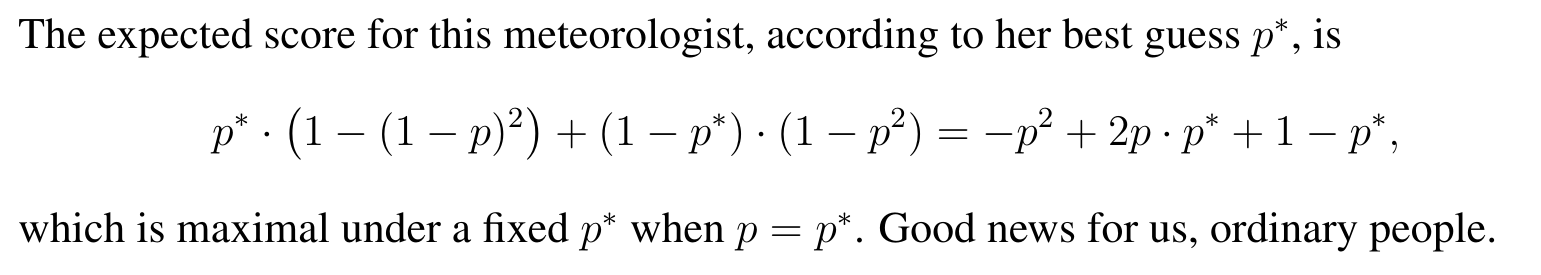 The expected score for this meteorologist, according to her best guess p*, is
p* · (1 − (1 − p)²) + (1 − p*) · (1 − p²) = −p² + 2p · p* + 1 − p*,
which is maximal under a fixed p* when p = p*. Good news for us, ordinary people.